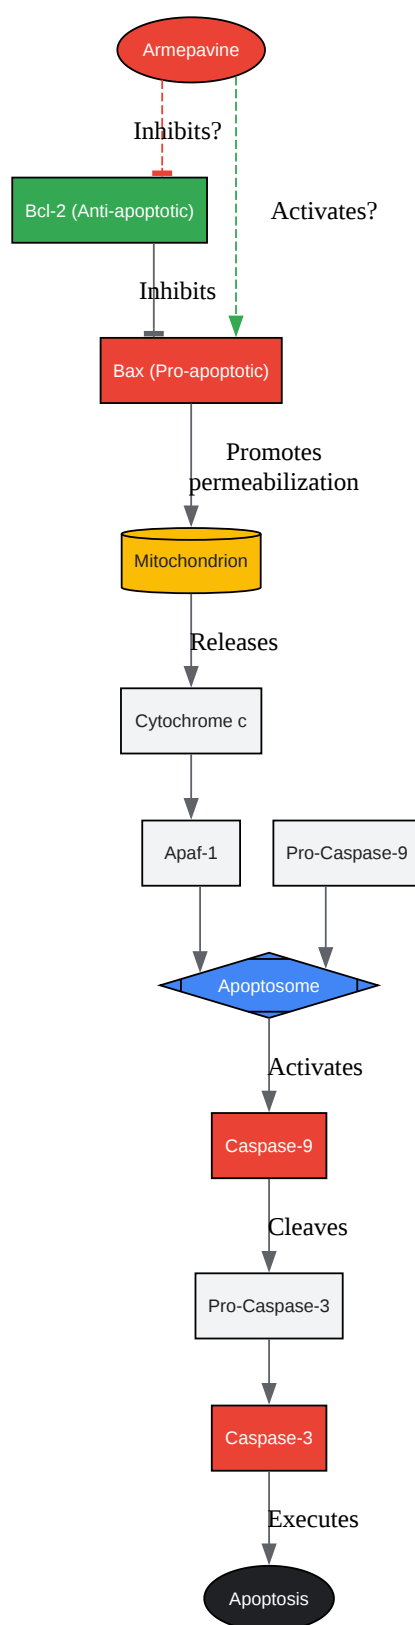 Armepavine
Inhibits?
Bcl-2 (Anti-apoptotic)
Activates?
Inhibits
Bax (Pro-apoptotic)
Promotes
permeabilization
Mitochondrion
Releases
Cytochrome c
Apaf-1
Pro-Caspase-9
Apoptosome
Activates
Caspase-9
Cleaves
Pro-Caspase-3
Caspase-3
Executes
Apoptosis